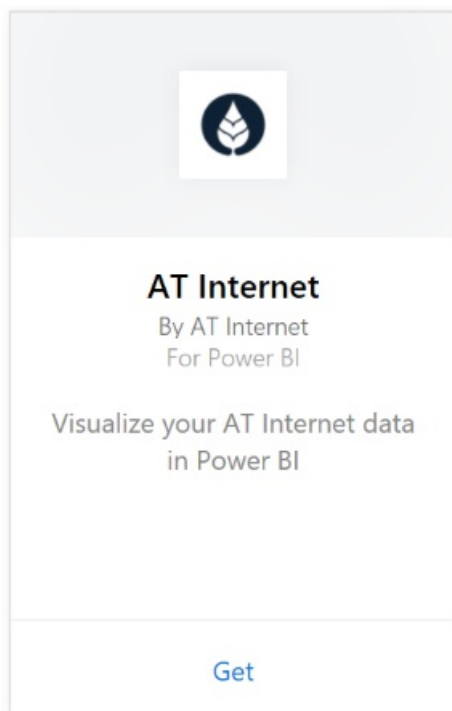 AT Internet
By AT Internet
For Power BI
Visualize your AT Internet data
in Power BI
Get